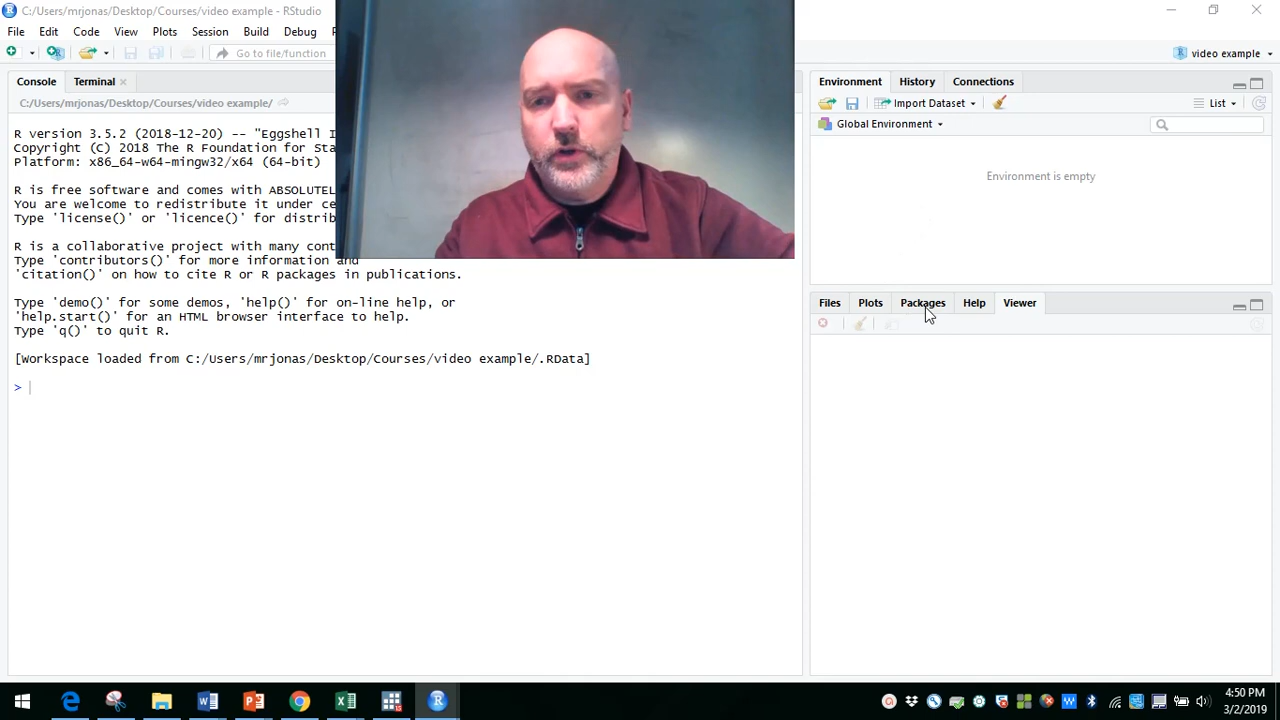 C:/Users/mrjonas/Desktop/Courses/video example - RStudio
File Edit Code View Plots Session Build Debug
Go to file/function
video example
Console Terminal
C:/Users/mrjonas/Desktop/Courses/video example/
R version 3.5.2 (2018-12-20) -- "Eggshell
Copyright (C) 2018 The R Foundation for
Platform: x86_64-w64-mingw32/x64 (64-bit)
R is free software and comes with
You are welcome to redistribute it under
Type 'license()' or 'licence()' for
R is a collaborative project with many
Type 'contributors()' for more information and
'citation()' on how to cite R or R packages in publications.
Type 'demo()' for some demos, 'help()' for on-line help, or
'help.start()' for an HTML browser interface to help.
Type 'q()' to quit R.
[Workspace loaded from C:/Users/mrjonas/Desktop/Courses/video example/.RData]
>
Environment History Connections
Import Dataset List
Global Environment
Environment is empty
Files Plots Packages Help Viewer
4:50 PM
3/2/2019